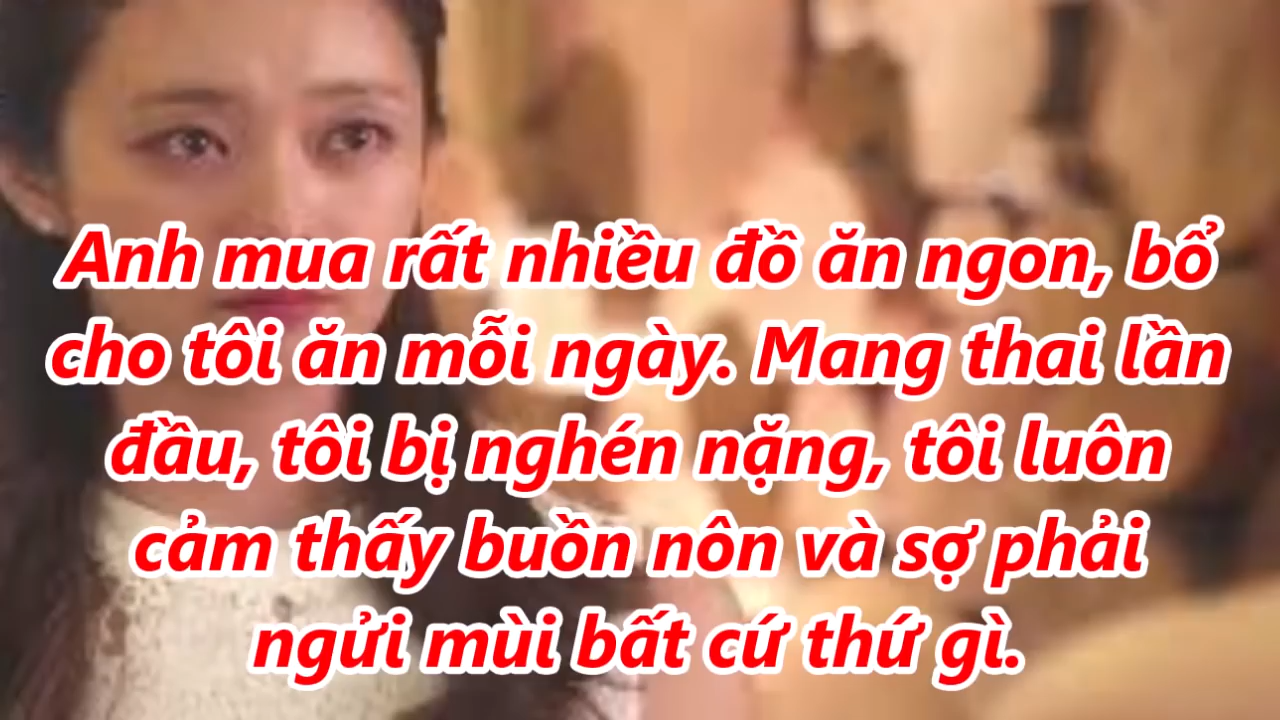 Anh mua rất nhiều đồ ăn ngon, bổ
cho tôi ăn mỗi ngày. Mang thai lần
đầu, tôi bị nghén nặng, tôi luôn
cảm thấy buồn nôn và sợ phải
ngửi mùi bất cứ thứ gì.